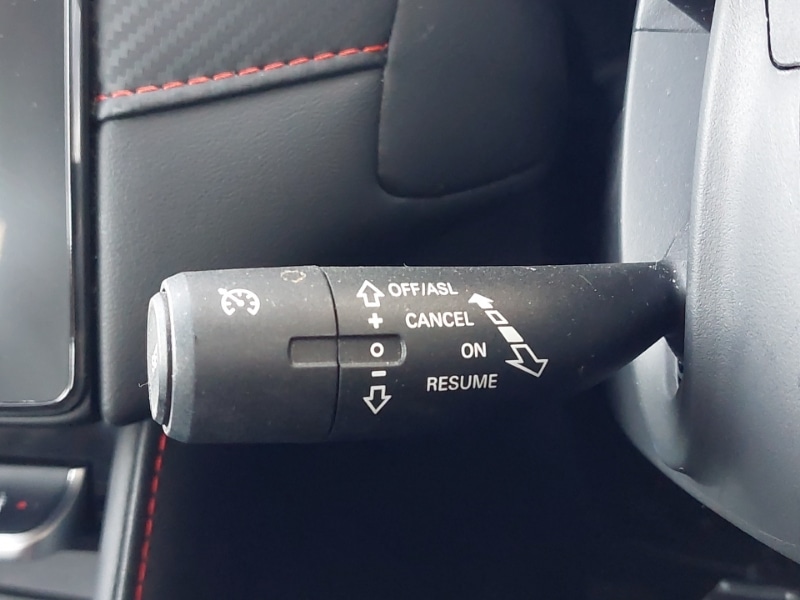 OFF/ASL
+ CANCEL
O ON
- RESUME